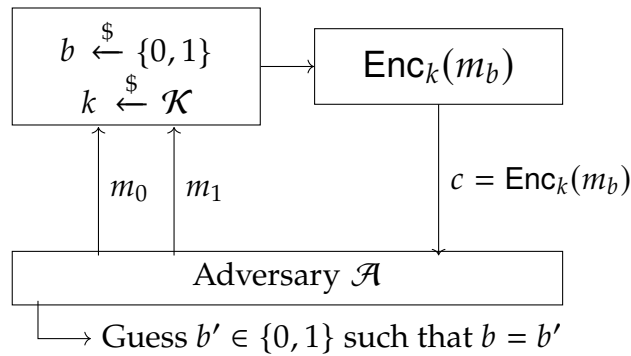 b $← {0, 1}
k $← 𝒦
Enc_k(m_b)
m_0 m_1
c = Enc_k(m_b)
Adversary 𝒜
Guess b′ ∈ {0, 1} such that b = b′